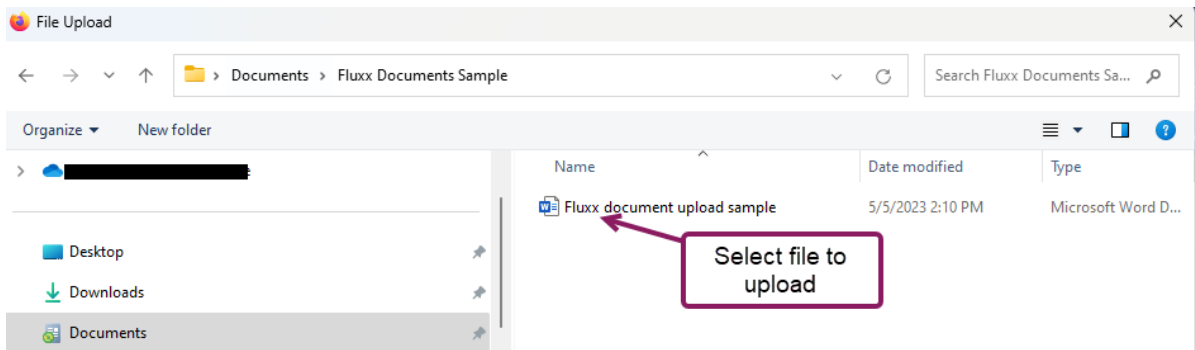 File Upload
Documents > Fluxx Documents Sample
Search Fluxx Documents Sa...
Organize
New folder
Name
Date modified
Type
Fluxx document upload sample
5/5/2023 2:10 PM
Microsoft Word D...
Select file to
upload
Desktop
Downloads
Documents